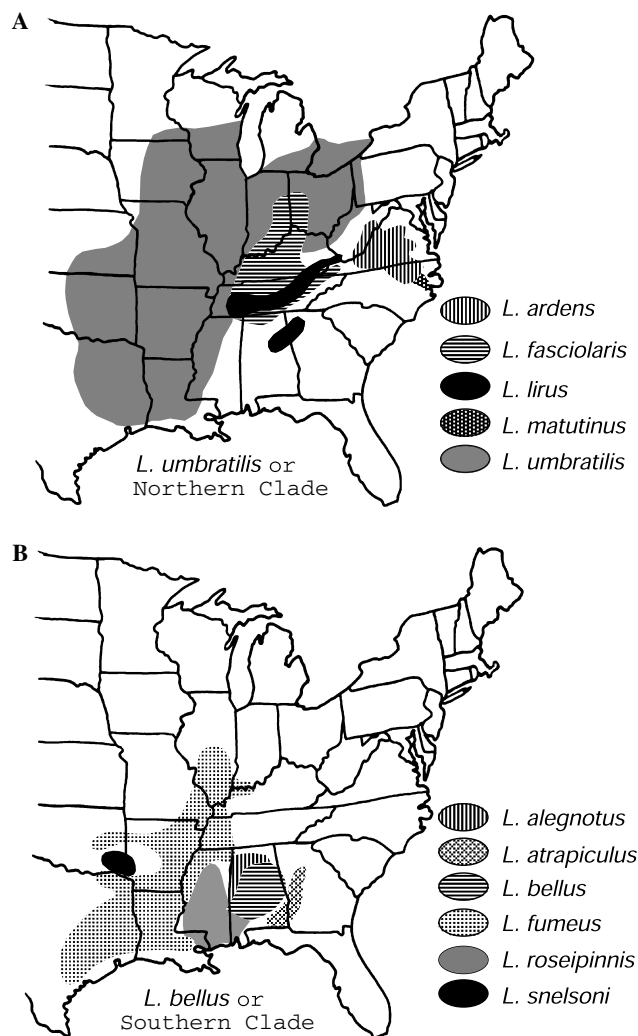 A
L. ardens
L. fasciolaris
L. lirus
L. matutinus
L. umbratilis
L. umbratilis or
Northern Clade
B
L. alegnotus
L. atrapiculus
L. bellus
L. fumeus
L. roseipinnis
L. snelsoni
L. bellus or
Southern Clade